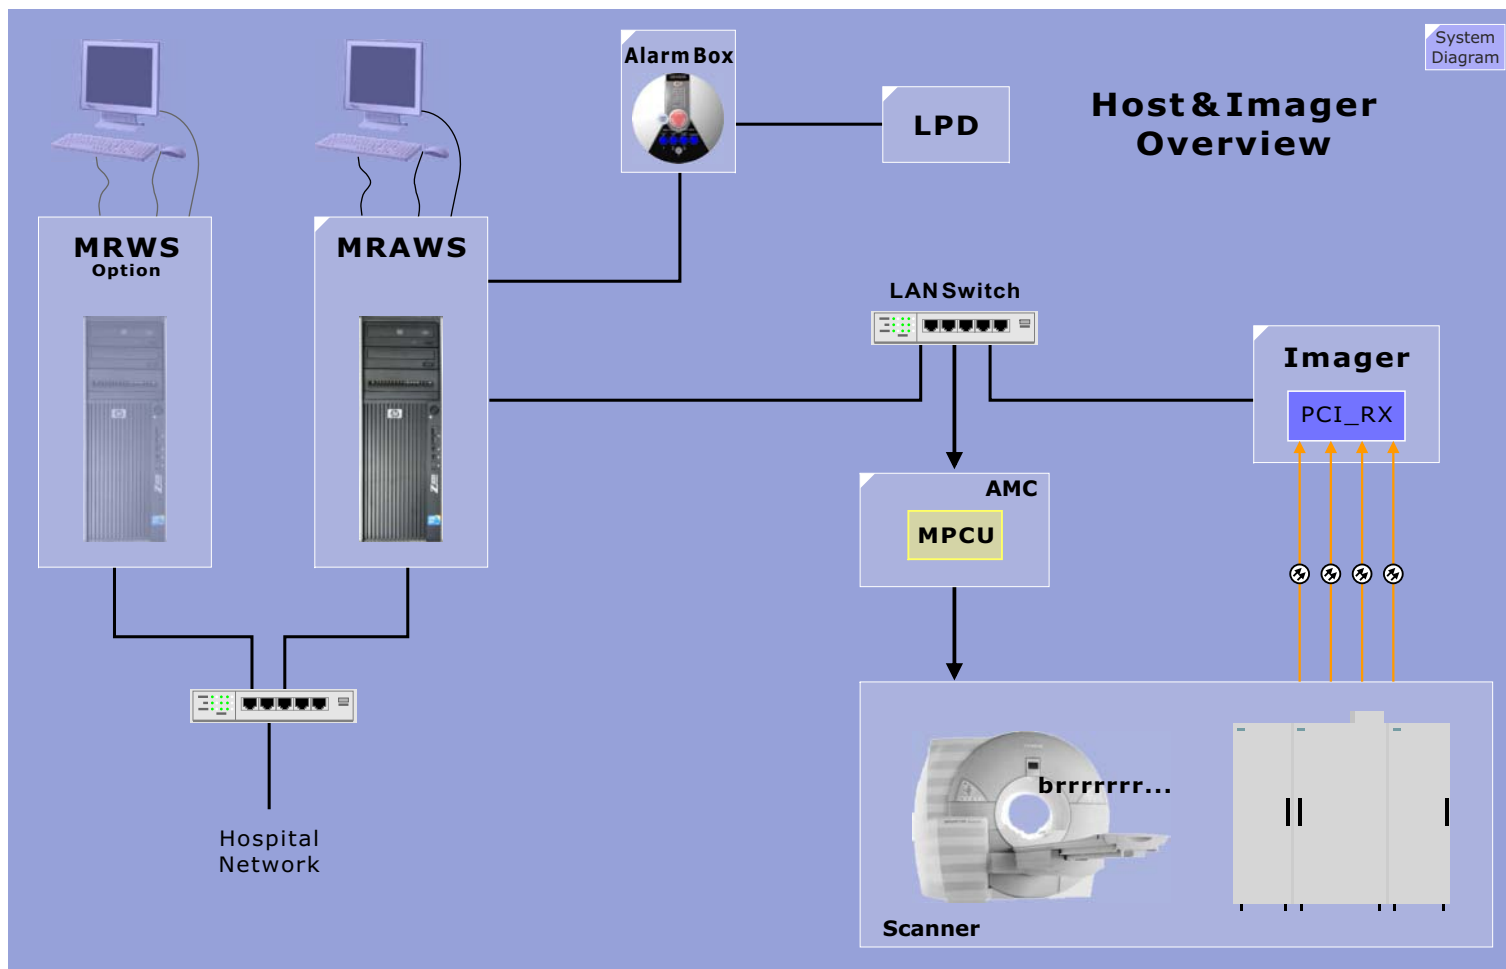 System
Diagram
Host & Imager
Overview
Alarm Box
LPD
MRWS
Option
MRAWS
LAN Switch
Imager
PCI_RX
AMC
MPCU
brrrrrrr...
Hospital
Network
Scanner